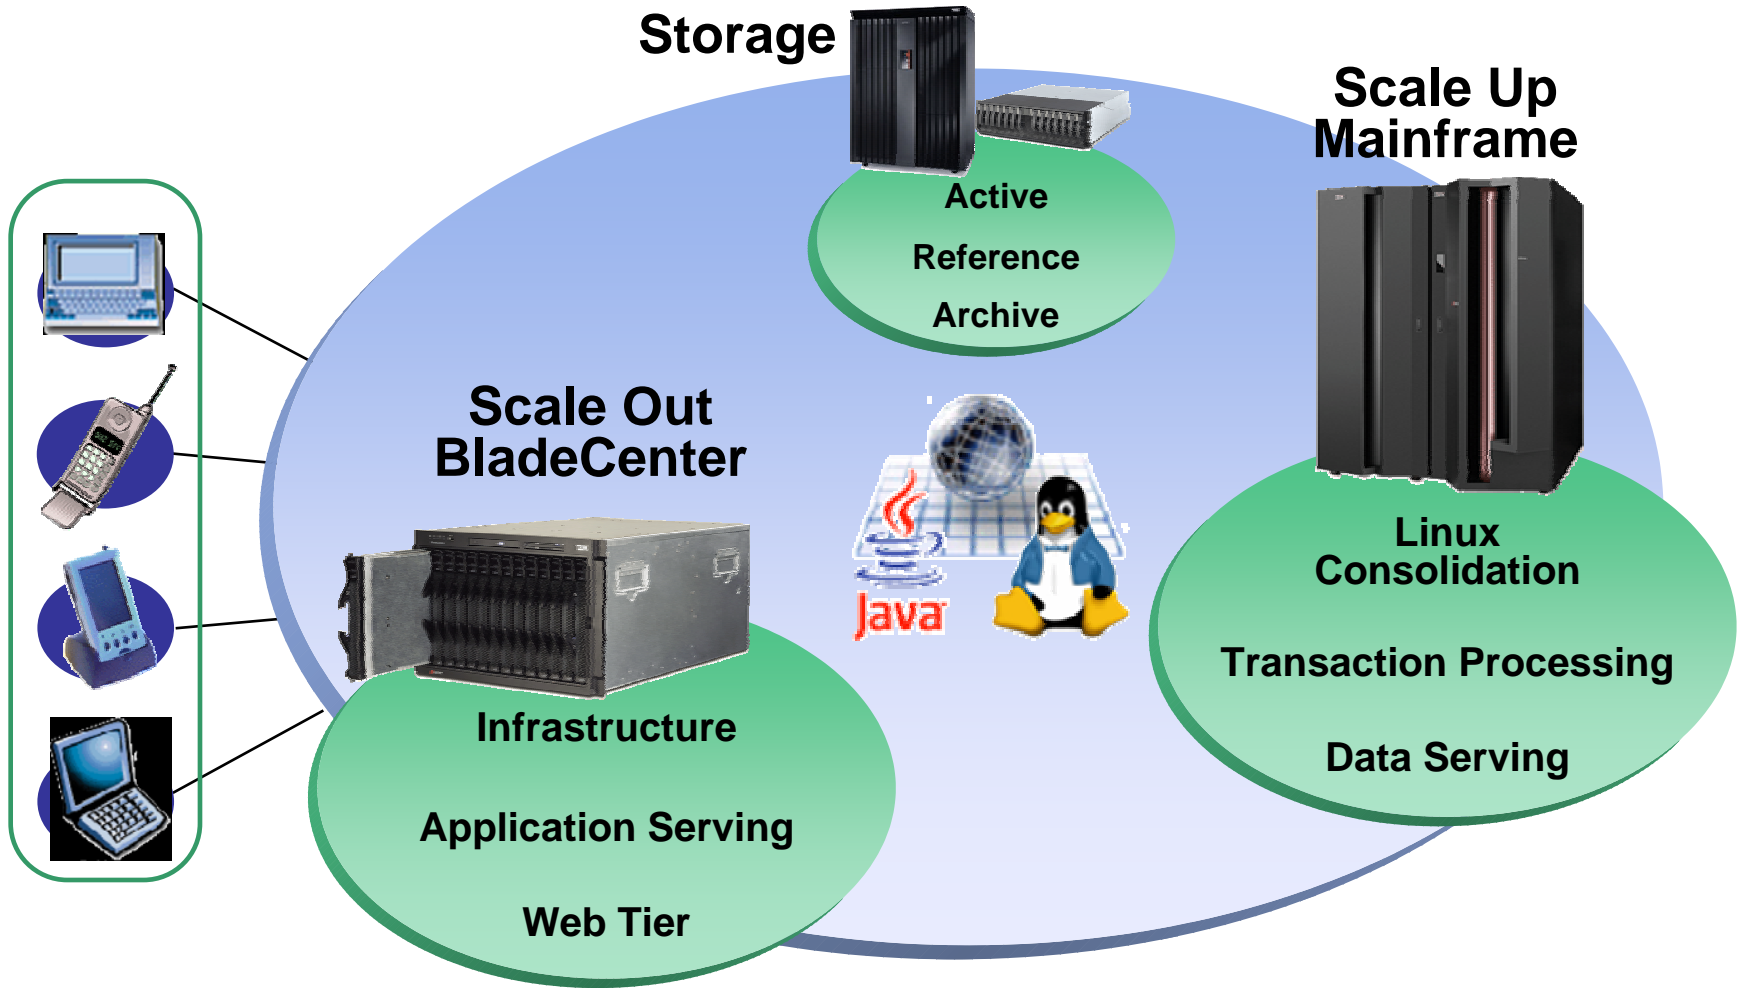 Storage
Scale Up
Mainframe
Active
Reference
Archive
Scale Out
BladeCenter
Java
Linux
Consolidation
Transaction Processing
Data Serving
Infrastructure
Application Serving
Web Tier